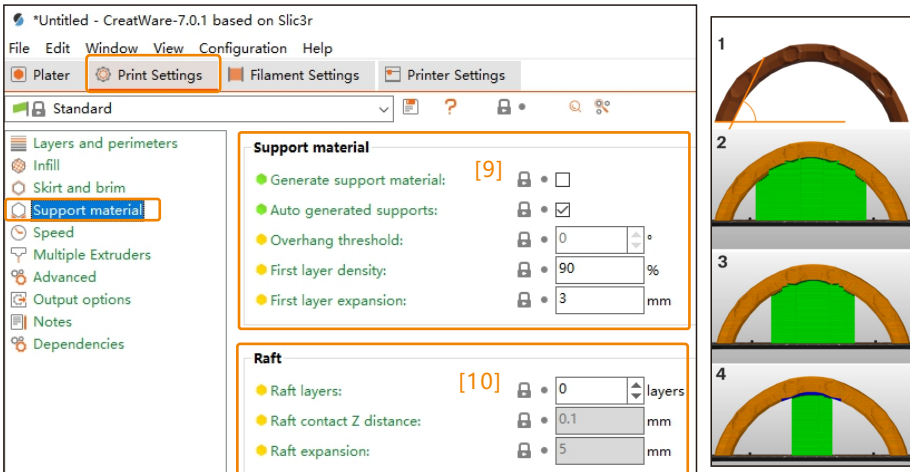 *Untitled - CreatWare-7.0.1 based on Slic3r
File Edit Window View Configuration Help
Plater Print Settings Filament Settings Printer Settings
Standard
Layers and perimeters
Infill
Skirt and brim
Support material
Speed
Multiple Extruders
Advanced
Output options
Notes
Dependencies
Support material
[9]
Generate support material:
Auto generated supports:
Overhang threshold: 0 °
First layer density: 90 %
First layer expansion: 3 mm
Raft
[10]
Raft layers: 0 layers
Raft contact Z distance: 0.1 mm
Raft expansion: 5 mm
1
2
3
4